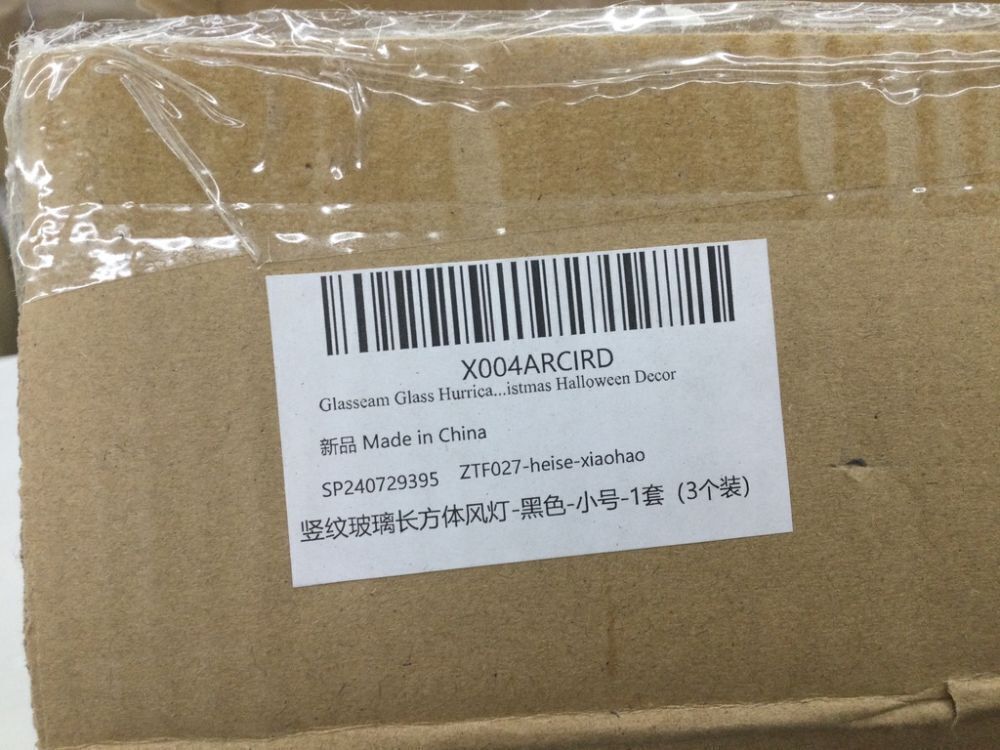 X004ARCIRD
Glasseam Glass Hurrica...istmas Halloween Decor
新品 Made in China
SP240729395 ZTF027-heise-xiaohao
竖纹玻璃长方体风灯-黑色-小号-1套（3个装）